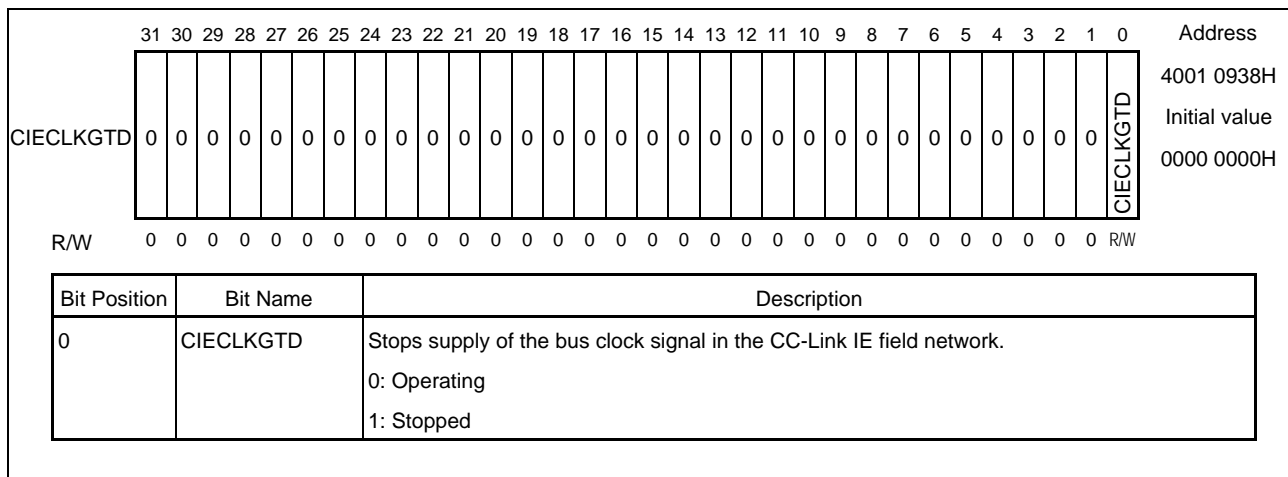 31 30 29 28 27 26 25 24 23 22 21 20 19 18 17 16 15 14 13 12 11 10 9 8 7 6 5 4 3 2 1 0 Address
4001 0938H
CIECLKGTD 0 0 0 0 0 0 0 0 0 0 0 0 0 0 0 0 0 0 0 0 0 0 0 0 0 0 0 0 0 0 0 CIECLKGTD Initial value
0000 0000H
R/W 0 0 0 0 0 0 0 0 0 0 0 0 0 0 0 0 0 0 0 0 0 0 0 0 0 0 0 0 0 0 0 R/W
Bit Position Bit Name Description
0 CIECLKGTD Stops supply of the bus clock signal in the CC-Link IE field network.
0: Operating
1: Stopped